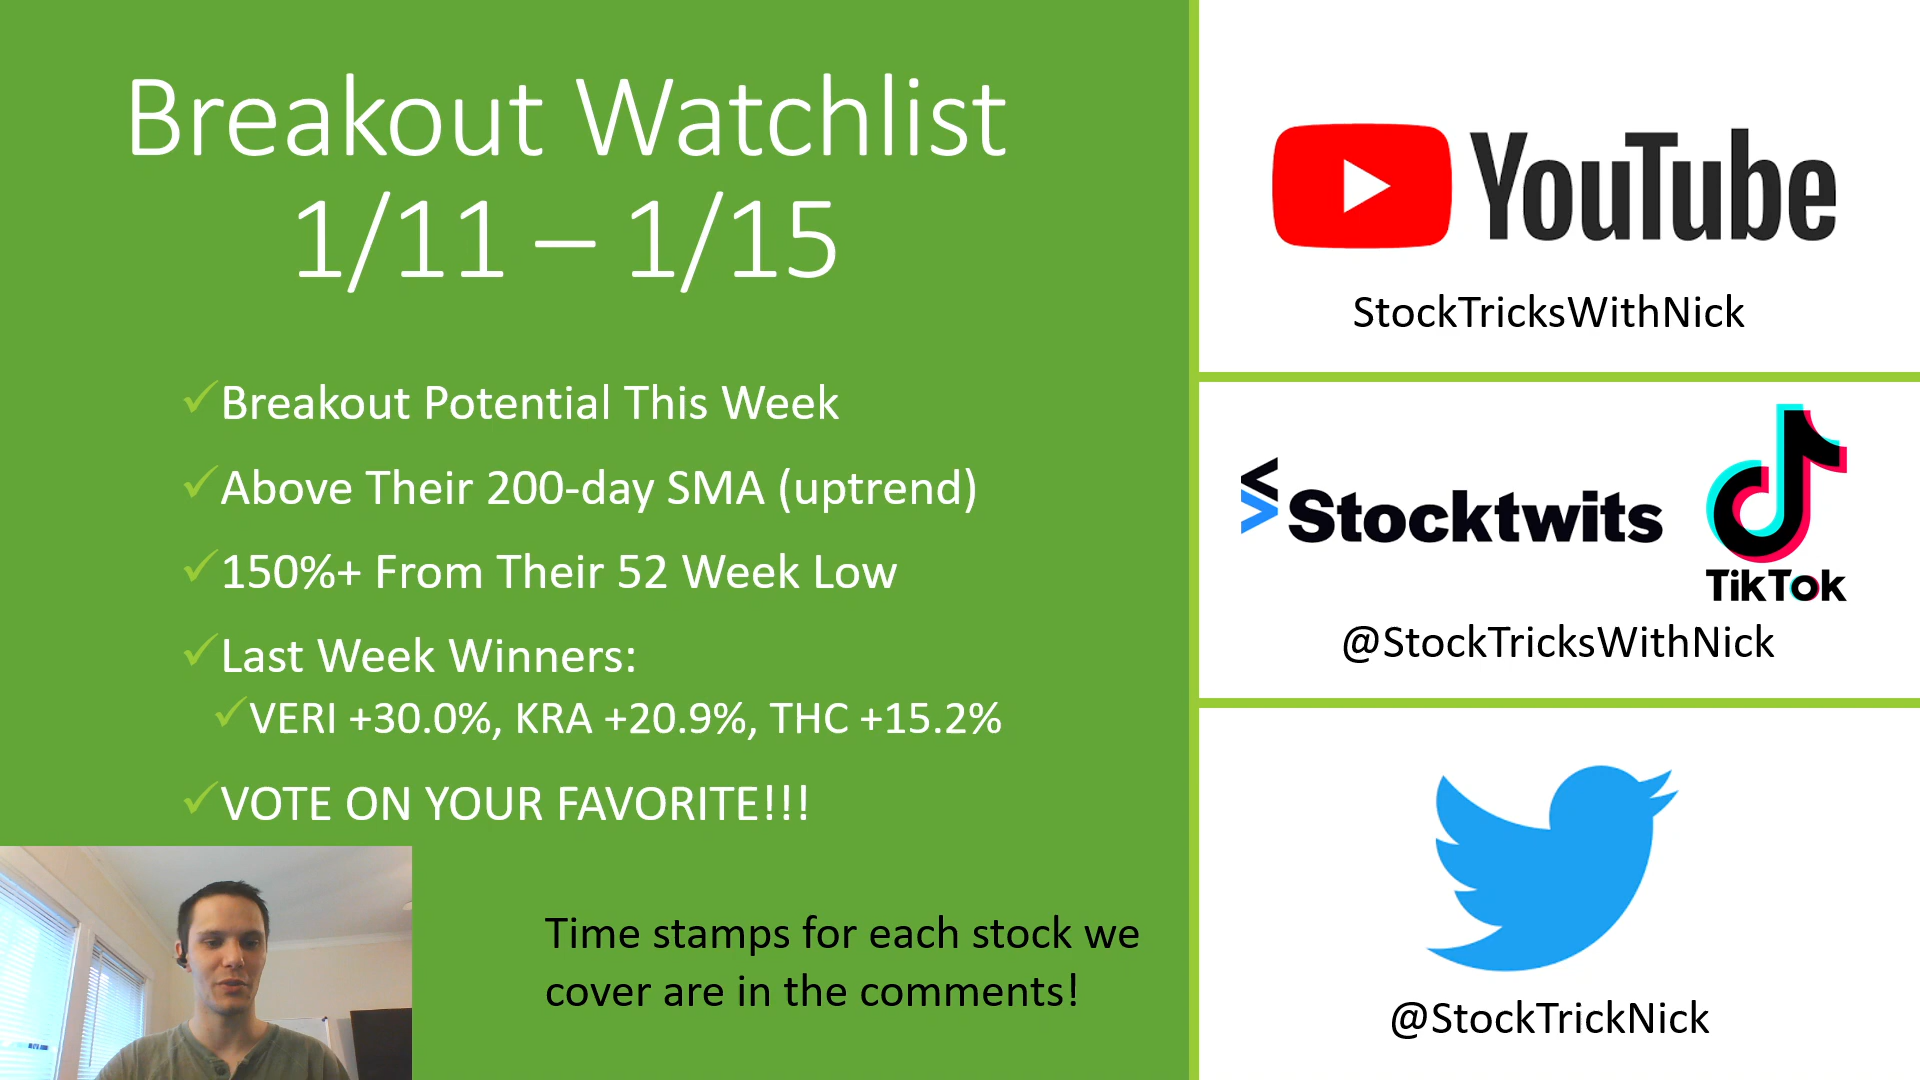 Breakout Watchlist
1/11 – 1/15
Breakout Potential This Week
Above Their 200-day SMA (uptrend)
150%+ From Their 52 Week Low
Last Week Winners:
VERI +30.0%, KRA +20.9%, THC +15.2%
VOTE ON YOUR FAVORITE!!!
Time stamps for each stock we
cover are in the comments!
YouTube
StockTricksWithNick
Stocktwits
TikTok
@StockTricksWithNick
@StockTrickNick